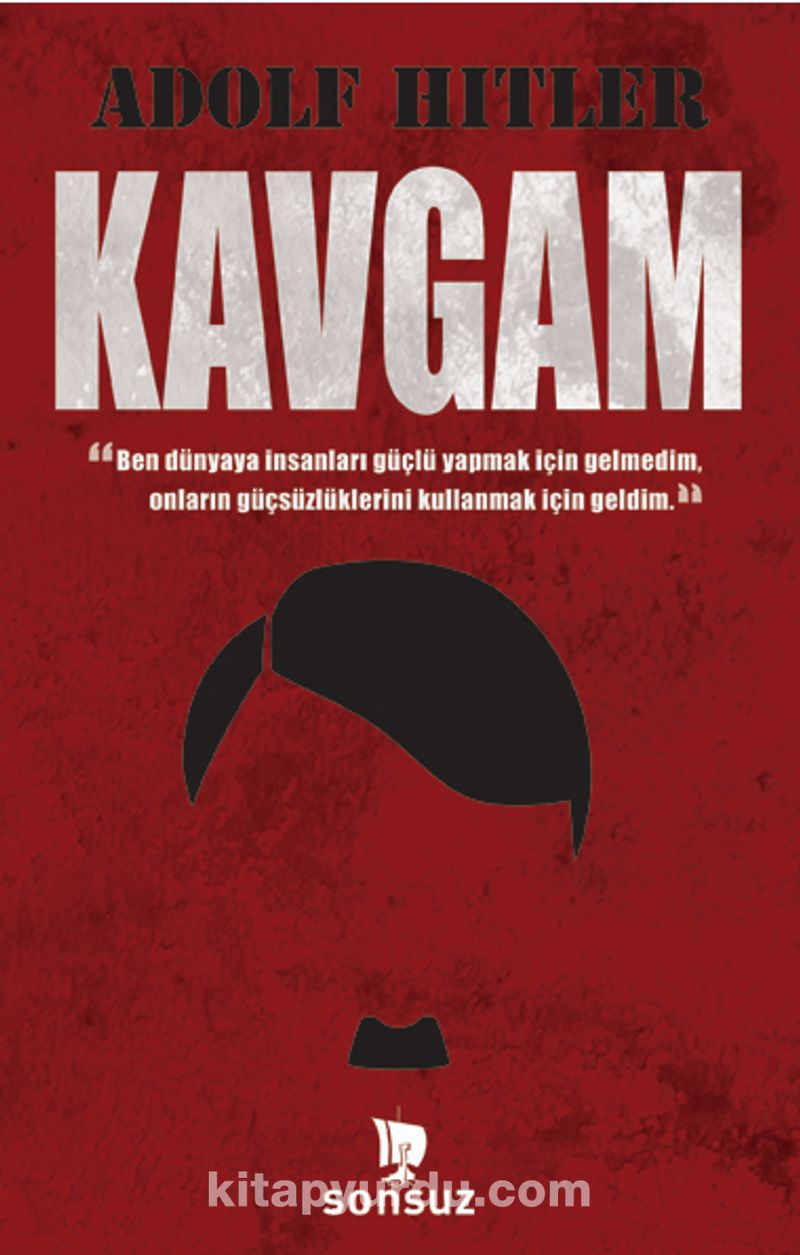 ADOLF HITLER
KAVGAM
“Ben dünyaya insanları güçlü yapmak için gelmedim,
onların güçsüzlüklerini kullanmak için geldim.”
kitapyurdu.com
sonsuz